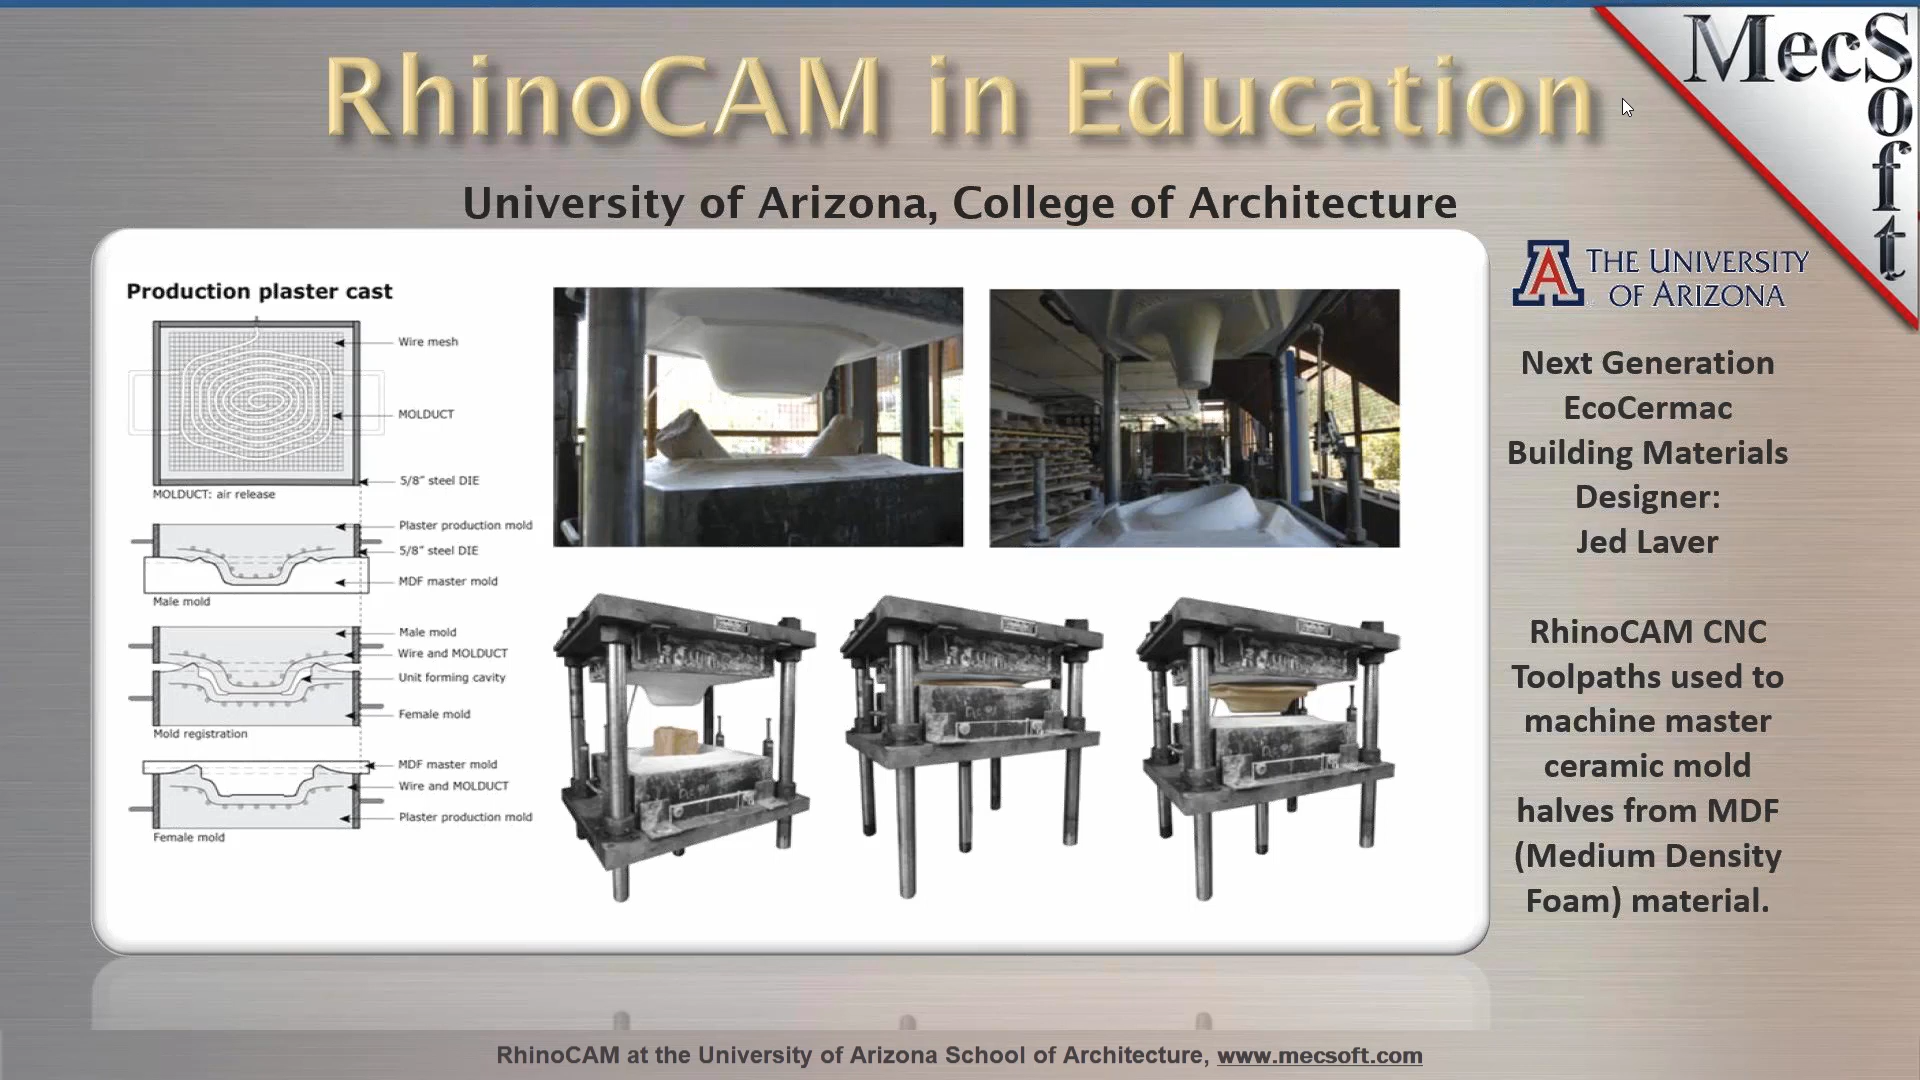 RhinoCAM in Education
MecSoft
University of Arizona, College of Architecture
THE UNIVERSITY
OF ARIZONA
Production plaster cast
Wire mesh
MOLDUCT
5/8" steel DIE
MOLDUCT: air release
Plaster production mold
5/8" steel DIE
MDF master mold
Male mold
Male mold
Wire and MOLDUCT
Unit forming cavity
Female mold
Mold registration
MDF master mold
Wire and MOLDUCT
Plaster production mold
Female mold
Next Generation
EcoCermac
Building Materials
Designer:
Jed Laver
RhinoCAM CNC
Toolpaths used to
machine master
ceramic mold
halves from MDF
(Medium Density
Foam) material.
RhinoCAM at the University of Arizona School of Architecture, www.mecsoft.com